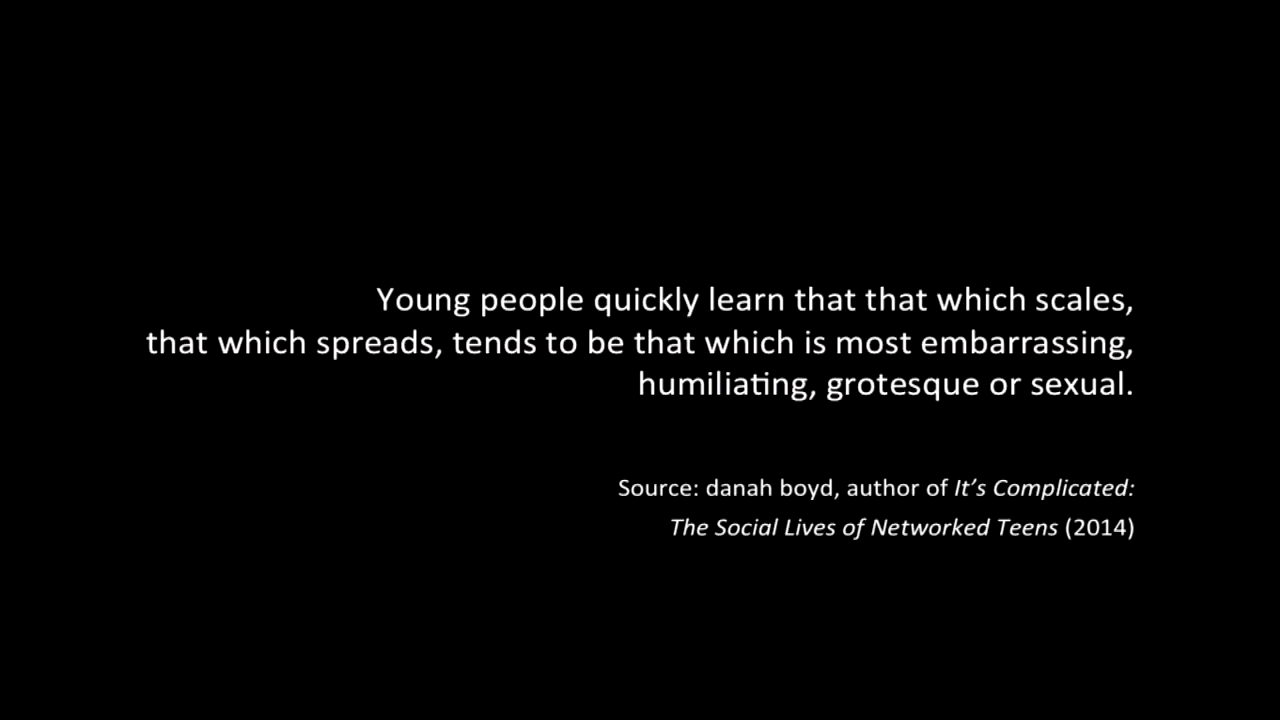 Young people quickly learn that that which scales,
that which spreads, tends to be that which is most embarrassing,
humiliating, grotesque or sexual.
Source: danah boyd, author of It’s Complicated:
The Social Lives of Networked Teens (2014)